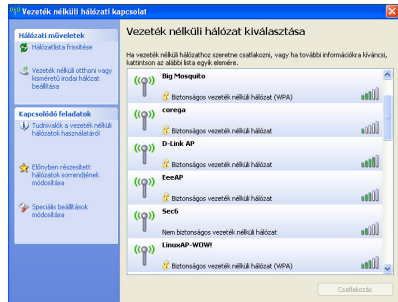 Vezeték nélküli hálózati kapcsolat
Hálózati műveletek
Hálózatlista frissítése
Vezeték nélküli otthoni vagy
kisméretű irodai hálózat
beállítása
Kapcsolódó feladatok
Tudnivalók a vezeték nélküli
hálózatok használatáról
Előnyben részesített
hálózatok sorrendjének
módosítása
Speciális beállítások
módosítása
Vezeték nélküli hálózat kiválasztása
Ha vezeték nélküli hálózathoz szeretne csatlakozni, vagy ha további információkra kíváncsi,
kattintson az alábbi lista egyik elemére.
Big Mosquito
Biztonságos vezeték nélküli hálózat (WPA)
corega
Biztonságos vezeték nélküli hálózat
D-Link AP
Biztonságos vezeték nélküli hálózat
EeeAP
Biztonságos vezeték nélküli hálózat
Sec6
Nem biztonságos vezeték nélküli hálózat
LinuxAP-WOW!
Biztonságos vezeték nélküli hálózat (WPA)
Csatlakozás